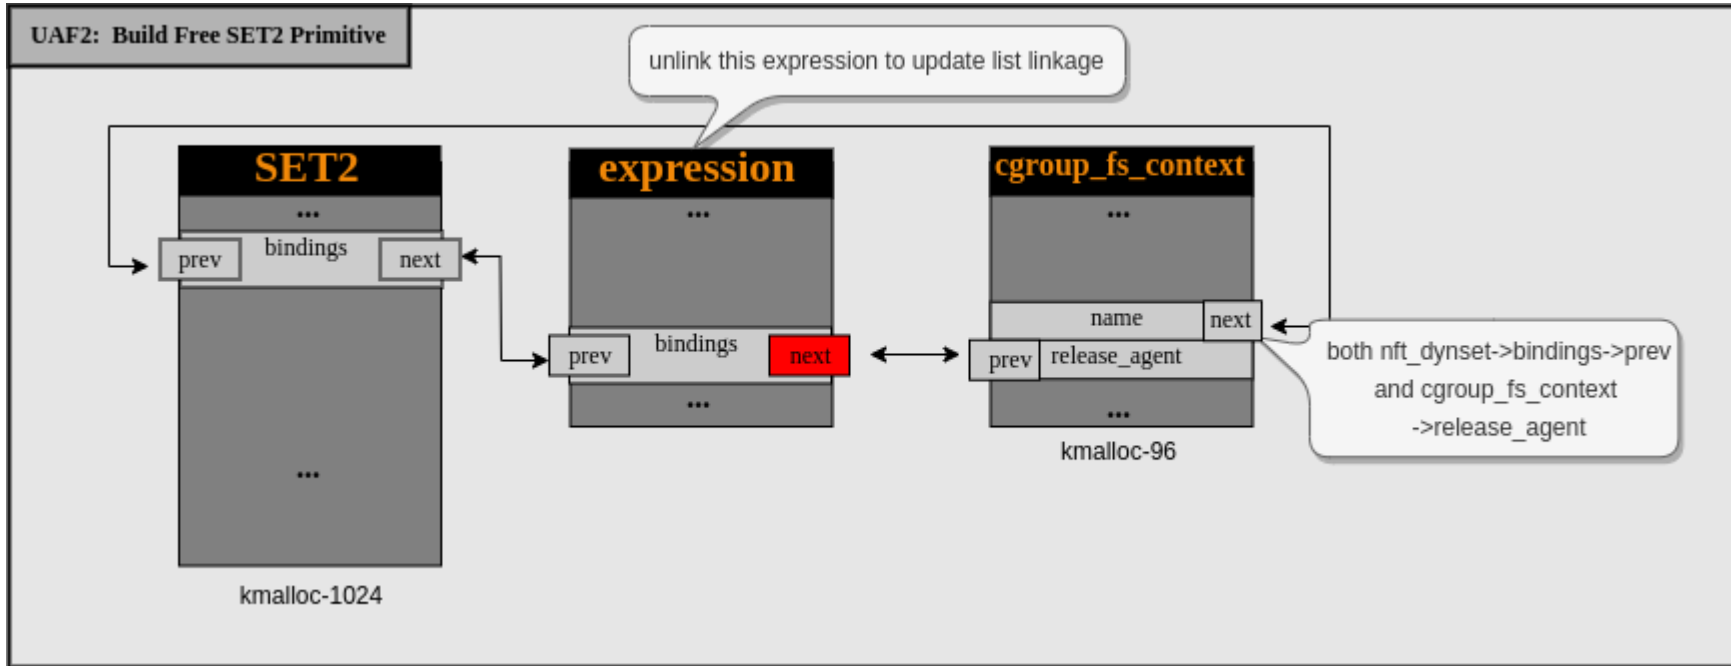 UAF2: Build Free SET2 Primitive
unlink this expression to update list linkage
SET2
...
prev
bindings
next
...
kmalloc-1024
expression
...
prev
bindings
next
...
cgroup_fs_context
...
name
next
prev
release_agent
...
kmalloc-96
both nft_dynset->bindings->prev
and cgroup_fs_context
->release_agent